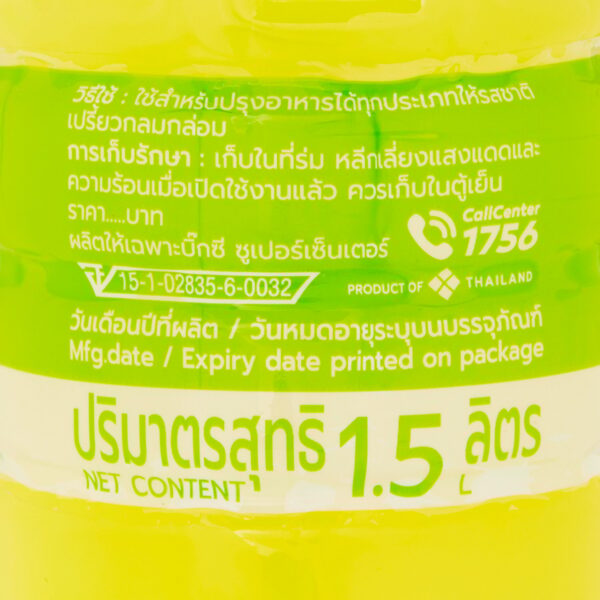 วิธีใช้ : ใช้สำหรับปรุงอาหารได้ทุกประเภทให้รสชาติ
เปรี้ยวกลมกล่อม
การเก็บรักษา : เก็บในที่ร่ม หลีกเลี่ยงแสงแดดและ
ความร้อนเมื่อเปิดใช้งานแล้ว ควรเก็บในตู้เย็น
ราคา.....บาท
ผลิตให้เฉพาะบิ๊กซี ซูเปอร์เซ็นเตอร์
CallCenter
1756
15-1-02835-6-0032
PRODUCT OF THAILAND
วันเดือนปีที่ผลิต / วันหมดอายุระบุบนบรรจุภัณฑ์
Mfg.date / Expiry date printed on package
ปริมาตรสุทธิ 1.5 ลิตร
NET CONTENT L